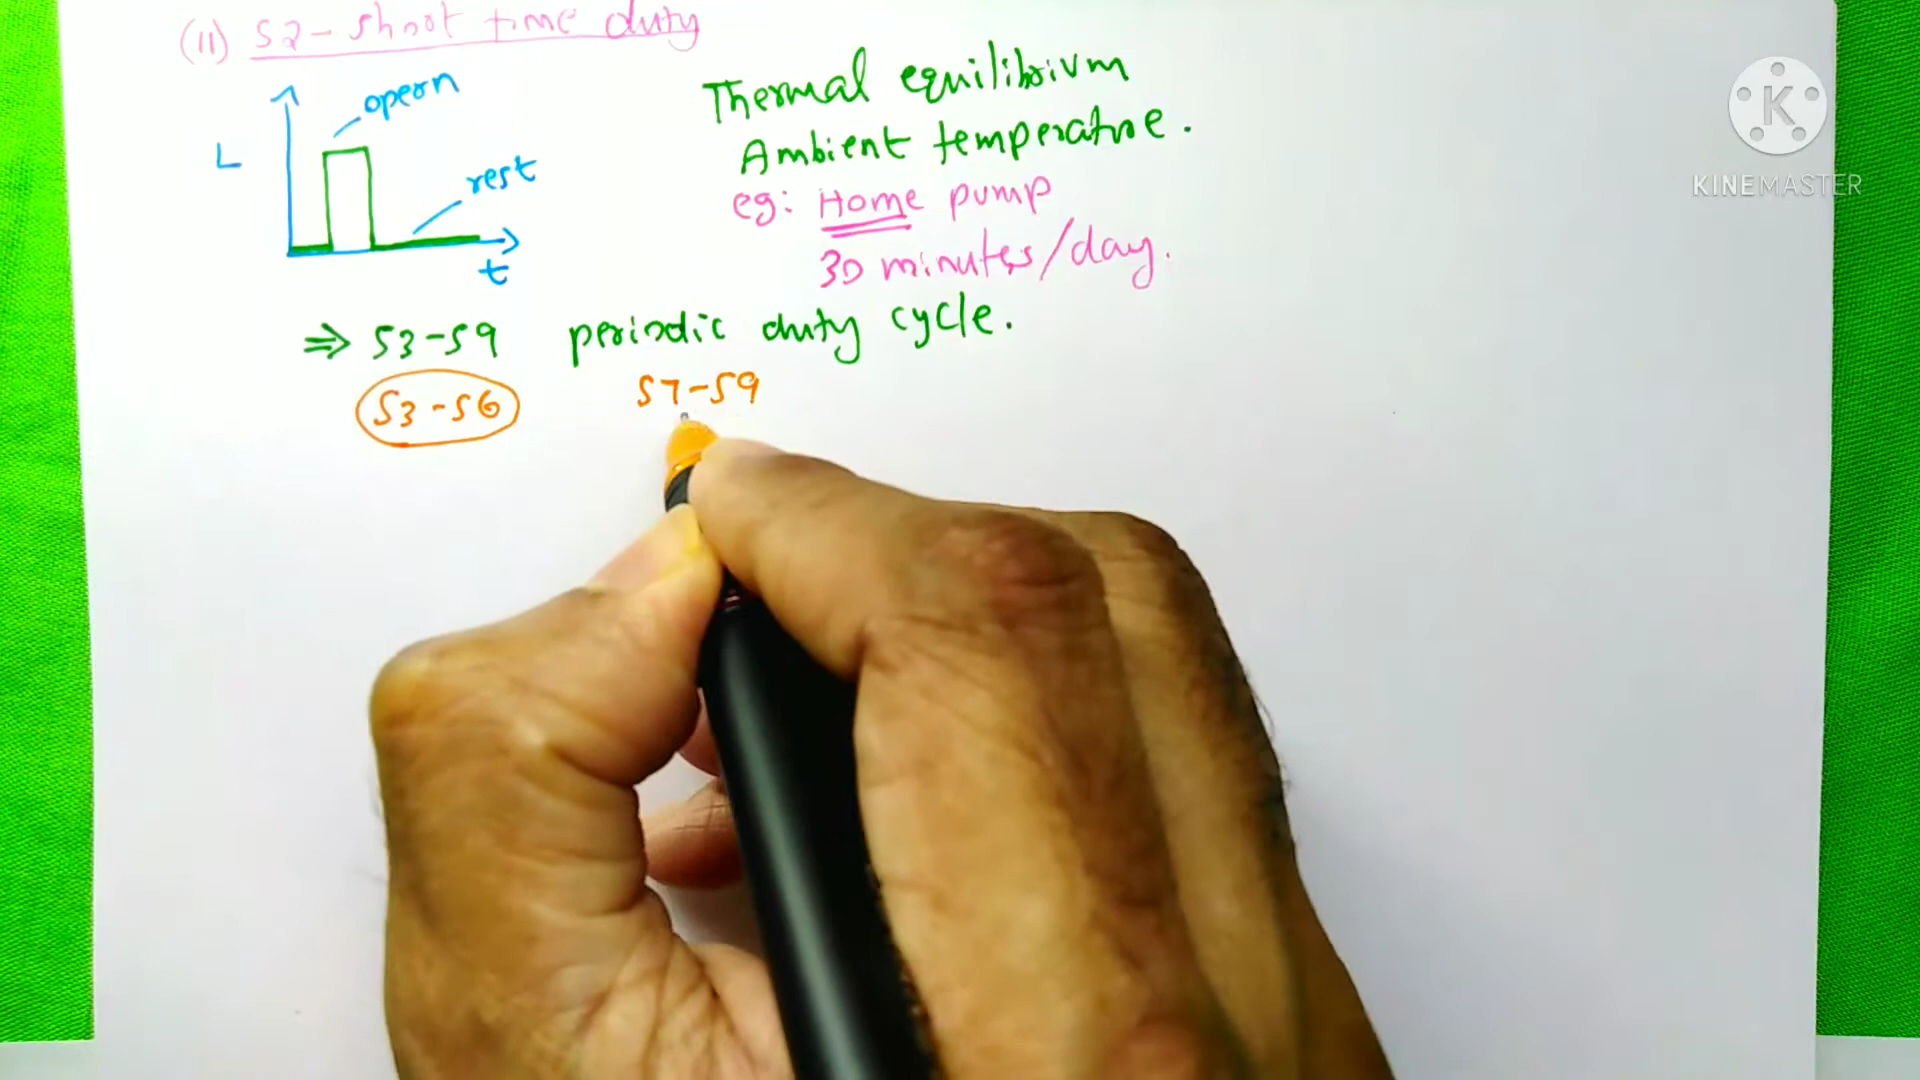 (II) S2 - short time duty
opern
L
rest
t
Thermal equilibrium
Ambient temperature.
eg: Home pump
30 minutes/day.
⇒ S3-S9 periodic duty cycle.
S3-S6 S7-S9
K
KINEMASTER